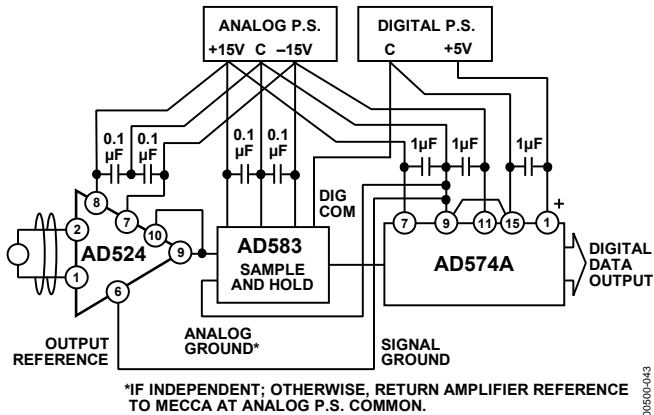 ANALOG P.S.
+15V C –15V
DIGITAL P.S.
C +5V
0.1 µF
0.1 µF
0.1 µF
0.1 µF
1µF
1µF
1µF
+
DIG COM
8
7
10
9
2
1
6
AD524
AD583
SAMPLE
AND HOLD
7
9
11
15
1
AD574A
DIGITAL
DATA
OUTPUT
OUTPUT
REFERENCE
ANALOG
GROUND*
SIGNAL
GROUND
*IF INDEPENDENT; OTHERWISE, RETURN AMPLIFIER REFERENCE
TO MECCA AT ANALOG P.S. COMMON.
00500-043